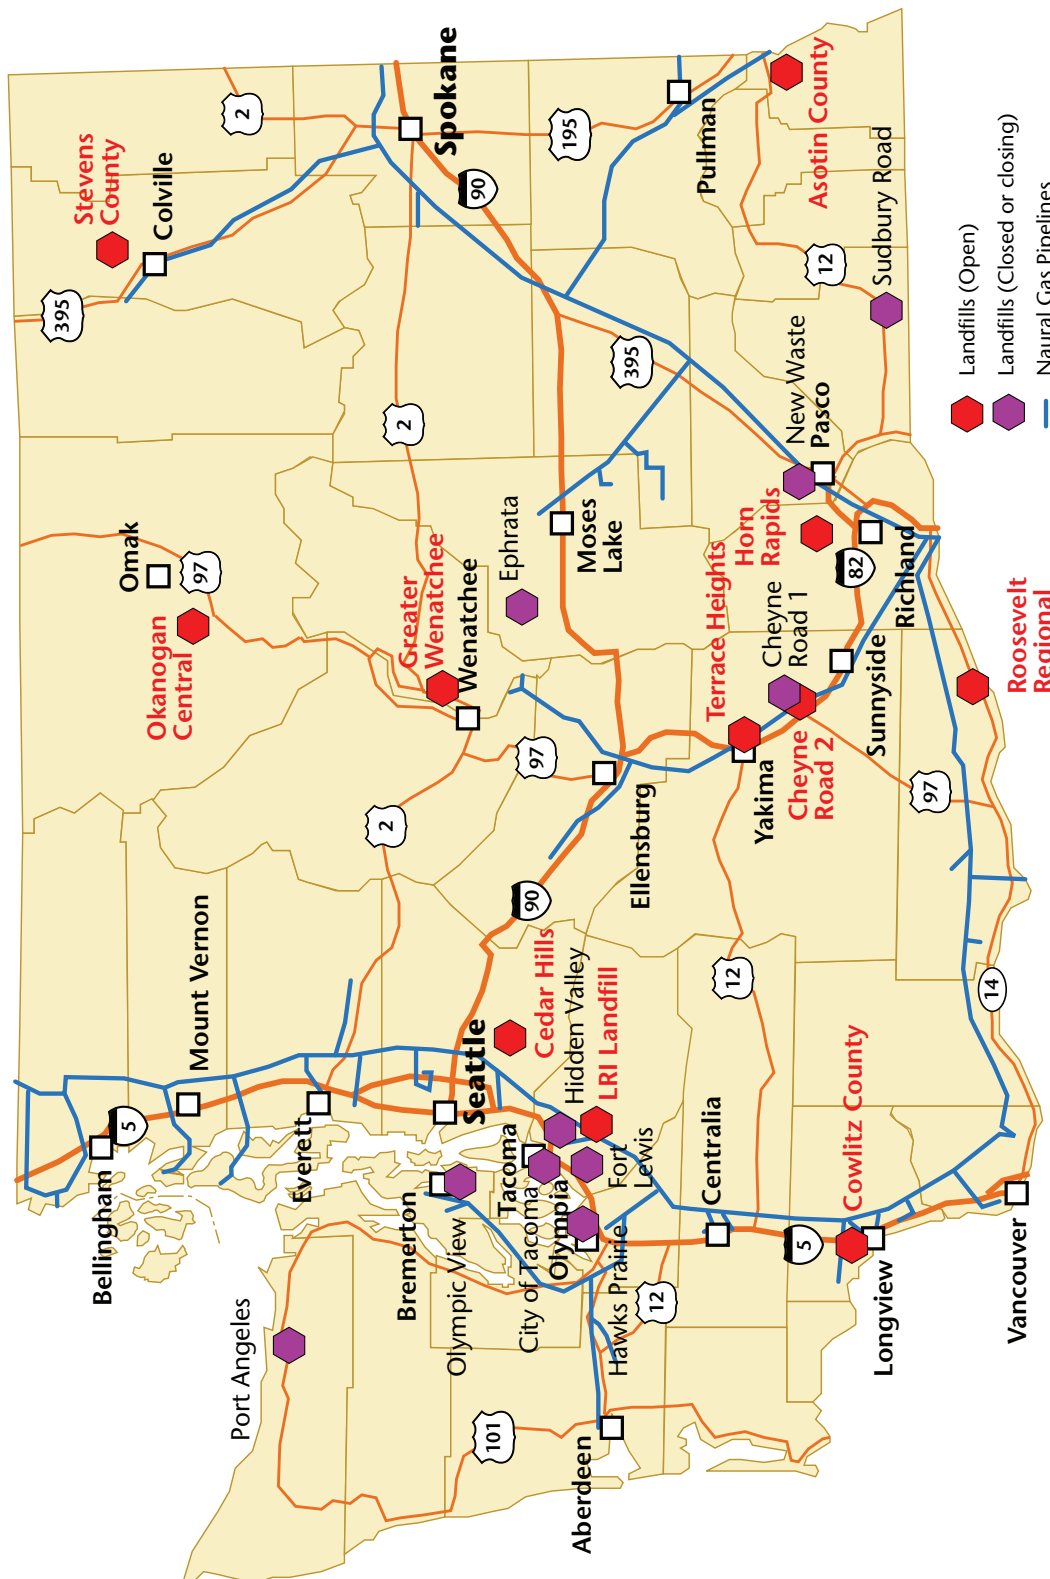 Bellingham
5
Mount Vernon
Everett
Port Angeles
Bremerton
Olympic View
Seattle
Tacoma
City of Tacoma
Olympia
Hawks Prairie
Fort
Lewis
Cedar Hills
Hidden Valley
LRI Landfill
101
Aberdeen
12
Centralia
12
5
Cowlitz County
Longview
Vancouver
14
2
90
97
Ellensburg
Okanogan
Central
Omak
97
Greater
Wenatchee
Wenatchee
Ephrata
2
Moses
Lake
Terrace Heights
Yakima
Cheyne
Road 2
Cheyne
Road 1
Sunnyside
97
82
Horn
Rapids
Richland
New Waste
Pasco
Roosevelt
Regional
395
Stevens
County
Colville
2
Spokane
90
195
395
Pullman
Asotin County
12
Sudbury Road
Landfills (Open)
Landfills (Closed or closing)
Naural Gas Pipelines